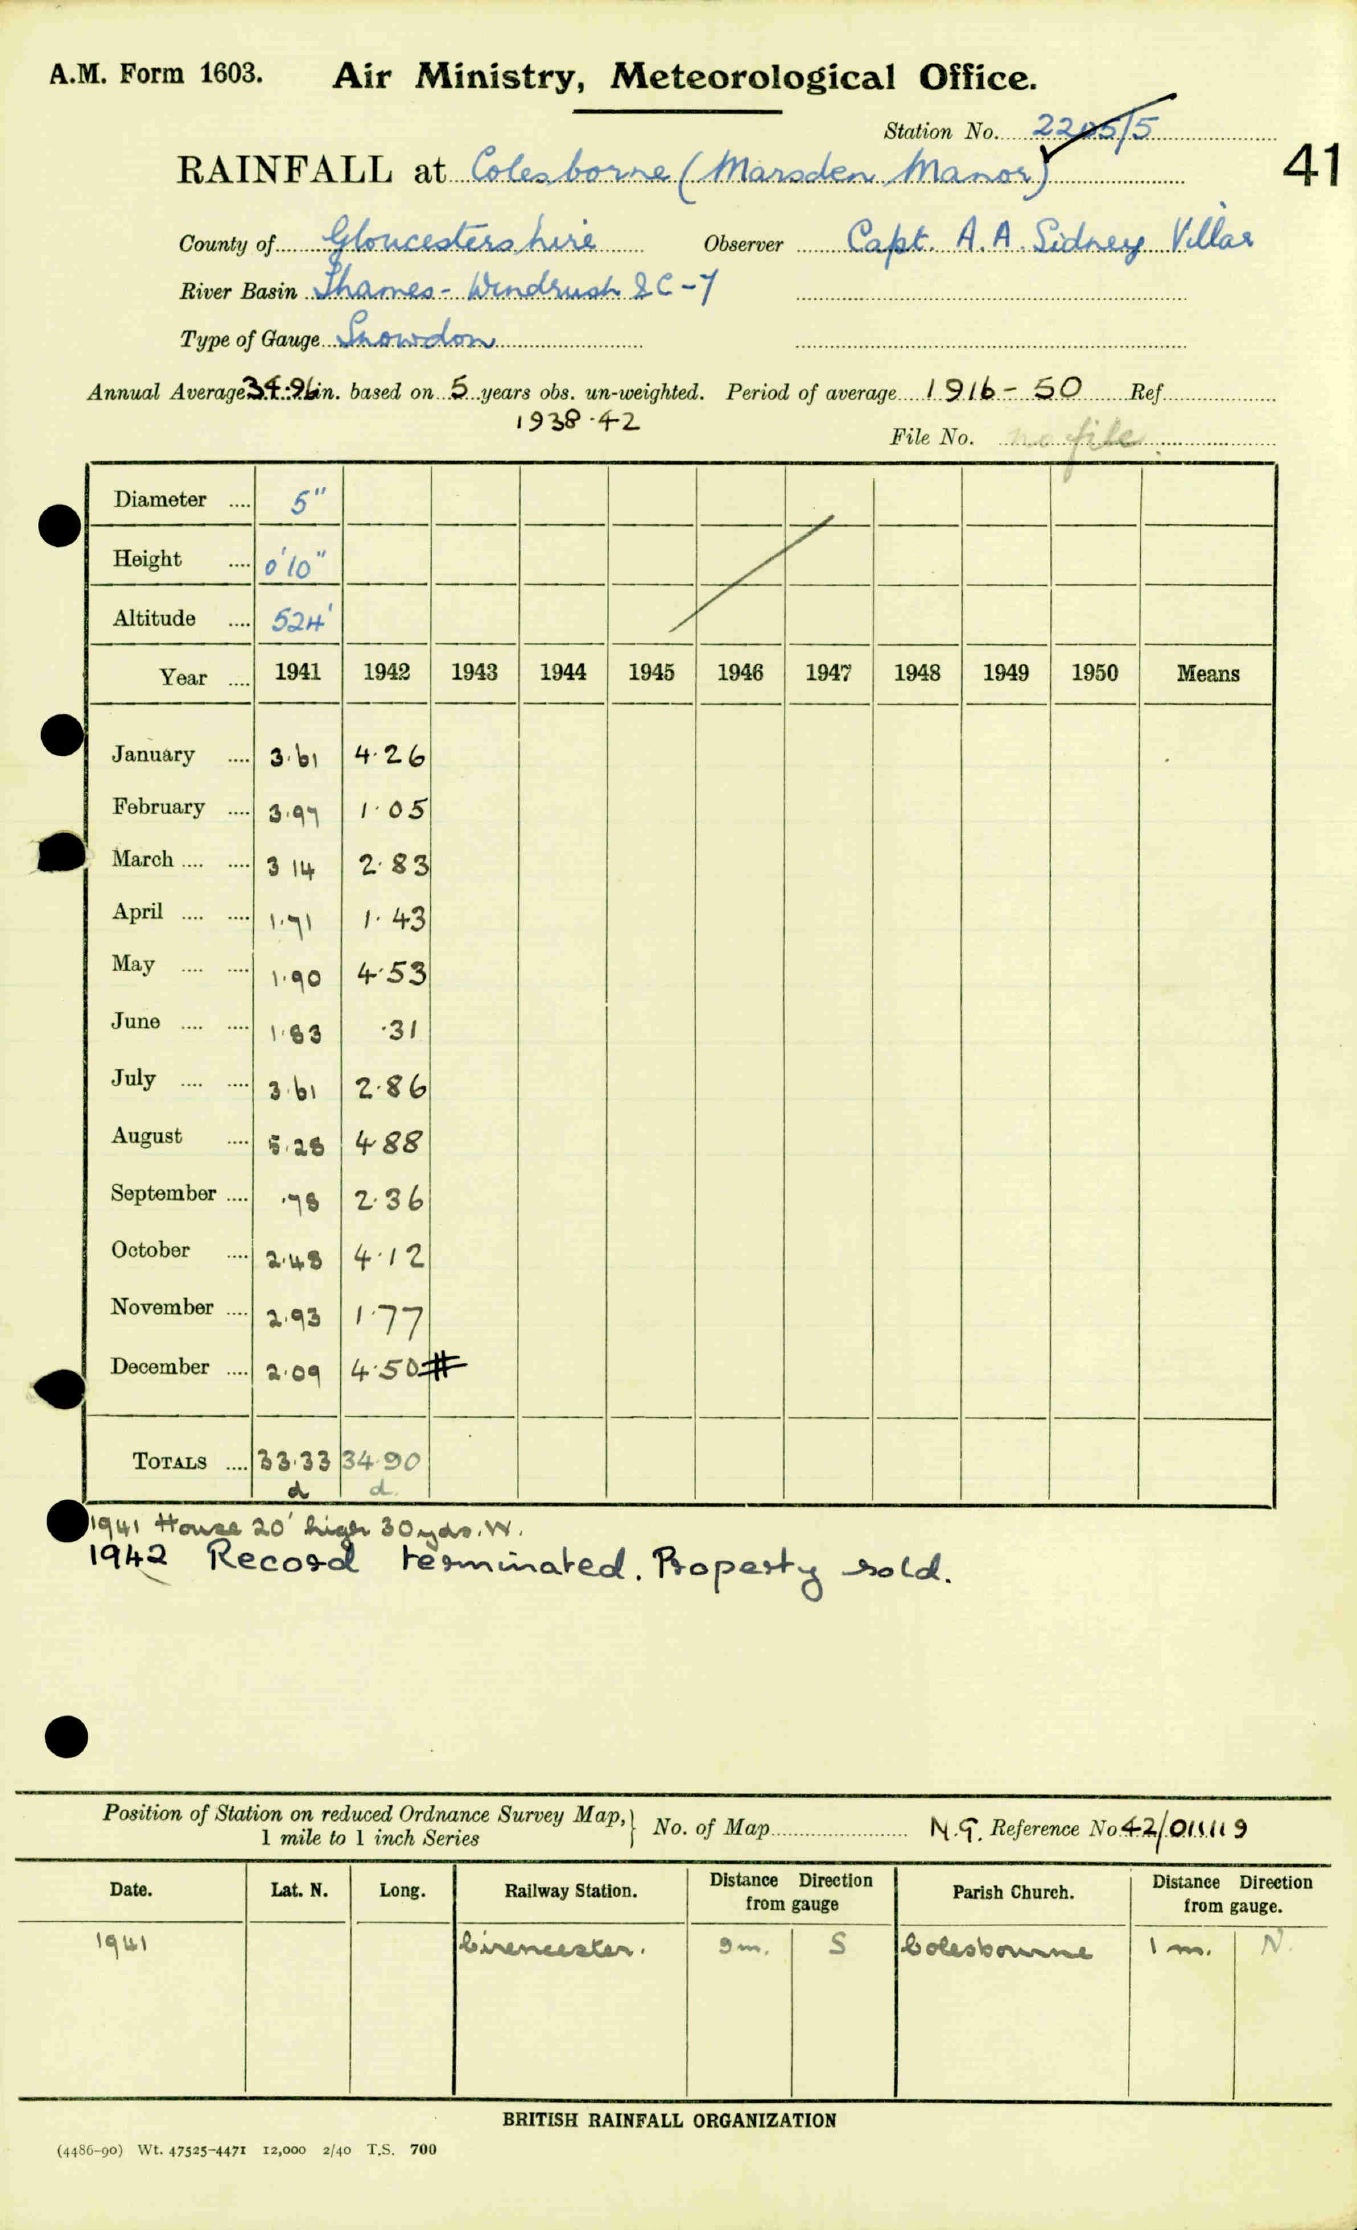 A.M. Form 1603. Air Ministry, Meteorological Office.
Station No. 2205/5
41
RAINFALL at Colesborne (Marsden Manor)
County of Gloucestershire Observer Capt. A. A. Sidney Villar
River Basin Thames - Windrush &C - 7
Type of Gauge Snowdon
Annual Average 34.96 in. based on 5 years obs. un-weighted. Period of average 1916 - 50 Ref
1938-42
File No. no file.
Diameter .... 5"
Height .... 0'10"
Altitude .... 524'
Year .... 1941 1942 1943 1944 1945 1946 1947 1948 1949 1950 Means
January .... 3.61 4.26
February .... 3.97 1.05
March .... .... 3 14 2.83
April .... .... 1.71 1.43
May .... .... 1.90 4.53
June .... .... 1.83 .31
July .... .... 3.61 2.86
August .... 5.28 4.88
September .... .78 2.36
October .... 2.48 4.12
November .... 2.93 1.77
December .... 2.09 4.50 #
TOTALS .... 33.33 34.90
d d
1941 House 20' high 30 yds. W.
1942 Record terminated. Property sold.
Position of Station on reduced Ordnance Survey Map, 1 mile to 1 inch Series } No. of Map N.G. Reference No 42/011119
Date. Lat. N. Long. Railway Station. Distance Direction from gauge Parish Church. Distance Direction from gauge.
1941 Cirencester. 9 m. S Colesbourne 1 m. N.
BRITISH RAINFALL ORGANIZATION
(4486-90) Wt. 47525-4471 12,000 2/40 T.S. 700